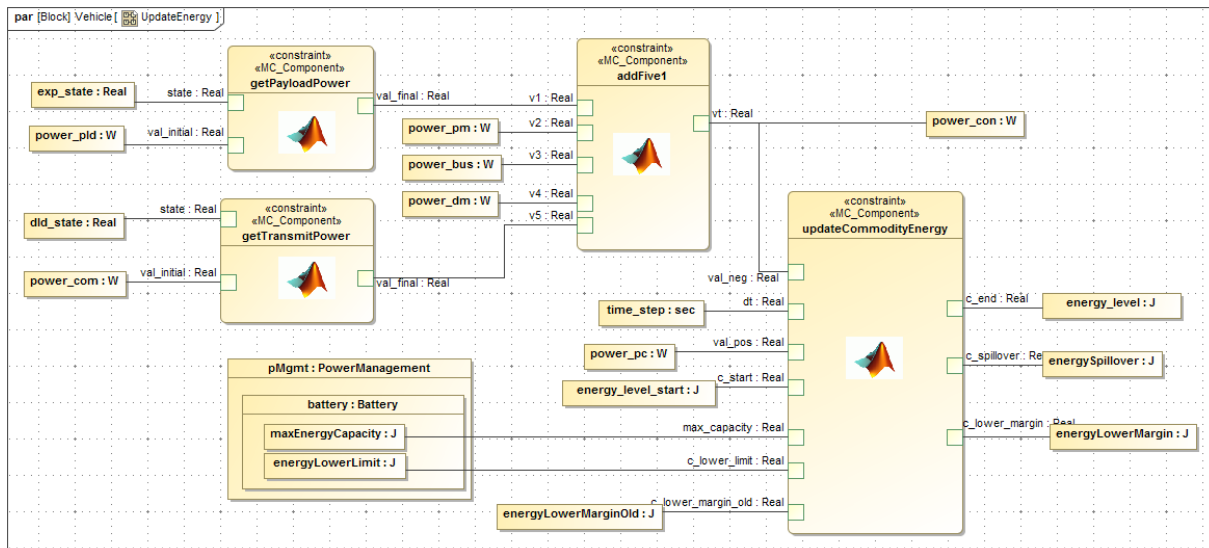 par [Block] Vehicle [ UpdateEnergy ]
«constraint»
«MC_Component»
getPayloadPower
exp_state : Real
state : Real
val_final : Real
power_pld : W
val_initial : Real
«constraint»
«MC_Component»
addFive1
v1 : Real
power_pm : W
v2 : Real
power_bus : W
v3 : Real
power_dm : W
v4 : Real
v5 : Real
vt : Real
power_con : W
«constraint»
«MC_Component»
getTransmitPower
dld_state : Real
state : Real
power_com : W
val_initial : Real
val_final : Real
«constraint»
«MC_Component»
updateCommodityEnergy
val_neg : Real
time_step : sec
dt : Real
power_pc : W
val_pos : Real
energy_level_start : J
c_start : Real
c_end : Real
energy_level : J
c_spillover : Re
energySpillover : J
c_lower_margin : Real
energyLowerMargin : J
pMgmt : PowerManagement
battery : Battery
maxEnergyCapacity : J
max_capacity : Real
energyLowerLimit : J
c_lower_limit : Real
c_lower_margin_old : Real
energyLowerMarginOld : J